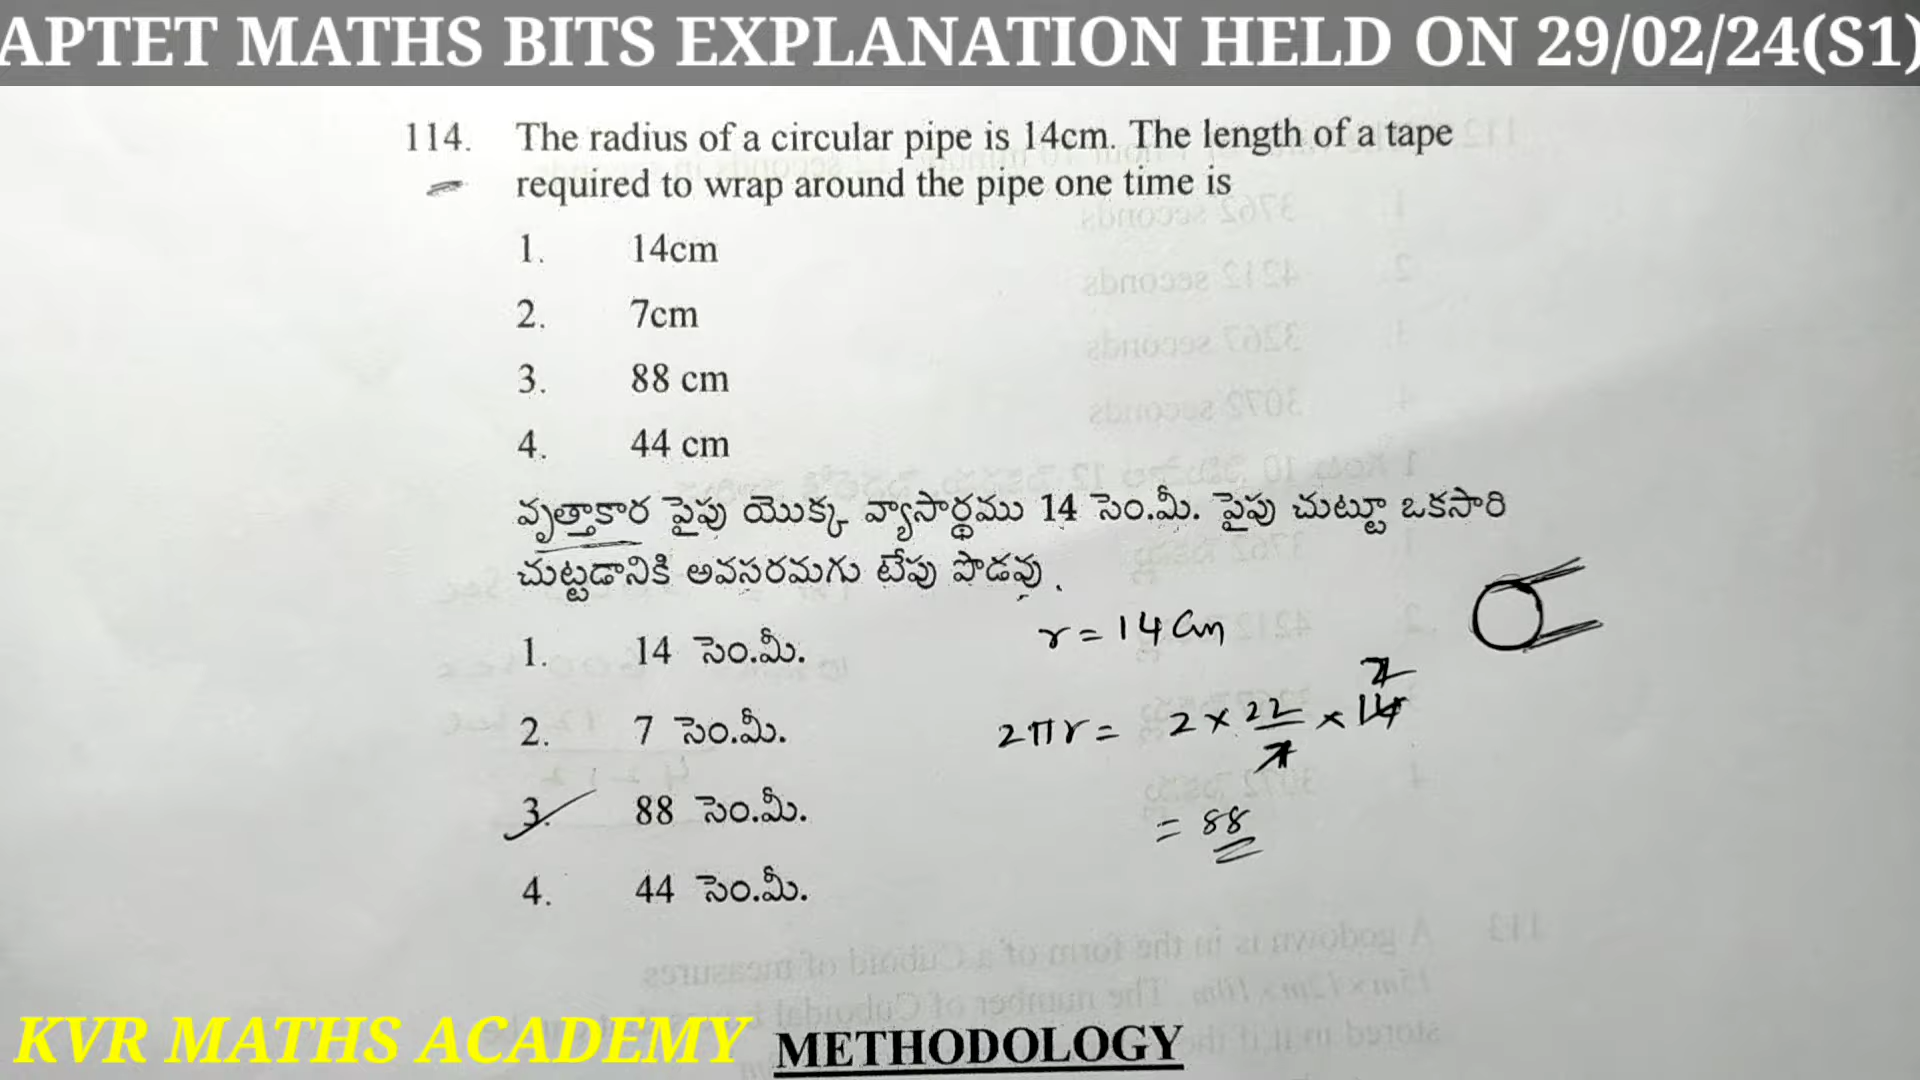 APTET MATHS BITS EXPLANATION HELD ON 29/02/24(S1)
114. The radius of a circular pipe is 14cm. The length of a tape
required to wrap around the pipe one time is
1. 14cm
2. 7cm
3. 88 cm
4. 44 cm
వృత్తాకార పైపు యొక్క వ్యాసార్థము 14 సెం.మీ. పైపు చుట్టూ ఒకసారి
చుట్టడానికి అవసరమగు టేపు పొడవు .
1. 14 సెం.మీ.
2. 7 సెం.మీ.
3. 88 సెం.మీ.
4. 44 సెం.మీ.
r = 14 cm
2
2πr = 2 × 22/7 × 14
= 88
KVR MATHS ACADEMY
METHODOLOGY